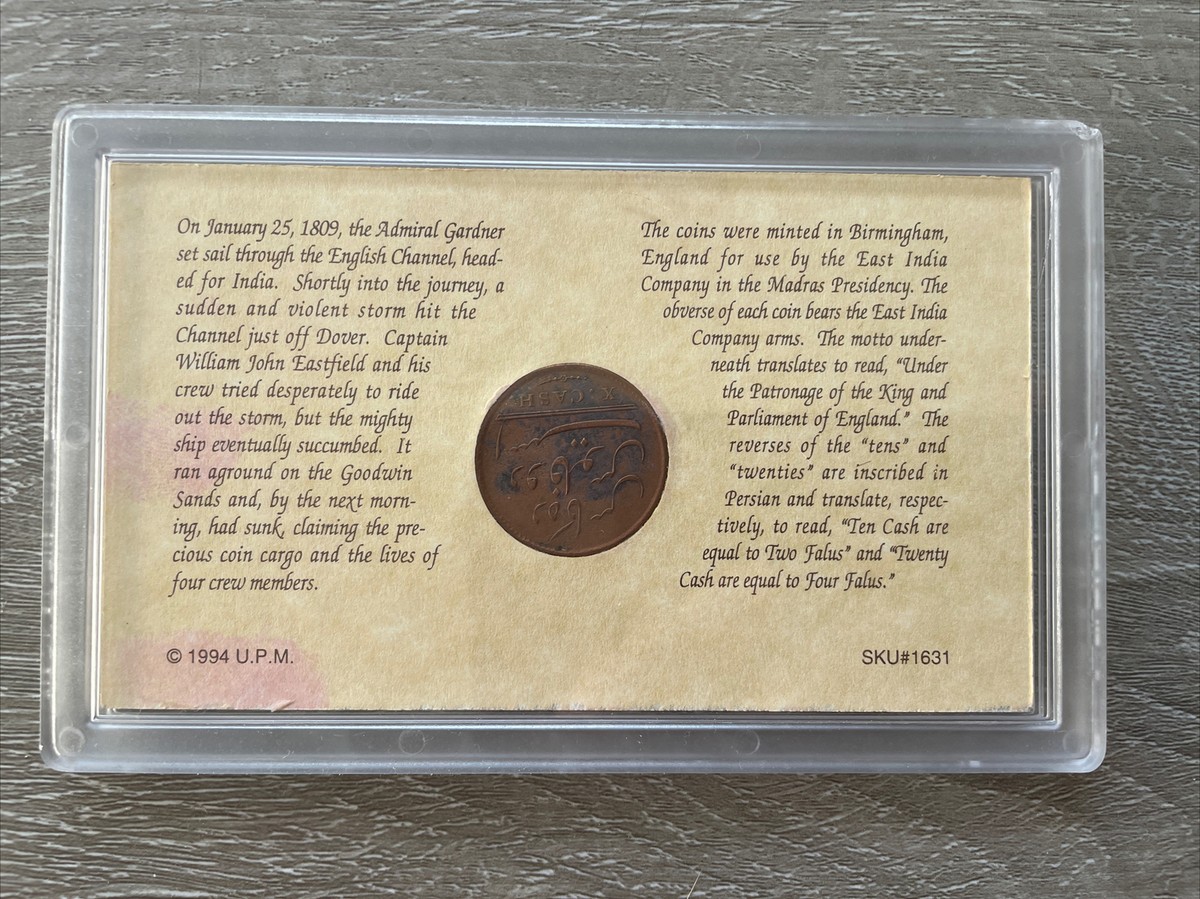 On January 25, 1809, the Admiral Gardner
set sail through the English Channel, head-
ed for India. Shortly into the journey, a
sudden and violent storm hit the
Channel just off Dover. Captain
William John Eastfield and his
crew tried desperately to ride
out the storm, but the mighty
ship eventually succumbed. It
ran aground on the Goodwin
Sands and, by the next morn-
ing, had sunk, claiming the pre-
cious coin cargo and the lives of
four crew members.
© 1994 U.P.M.
CASH
The coins were minted in Birmingham,
England for use by the East India
Company in the Madras Presidency. The
obverse of each coin bears the East India
Company arms. The motto under-
neath translates to read, “Under
the Patronage of the King and
Parliament of England.” The
reverses of the “tens” and
“twenties” are inscribed in
Persian and translate, respec-
tively, to read, “Ten Cash are
equal to Two Falus” and “Twenty
Cash are equal to Four Falus.”
SKU#1631